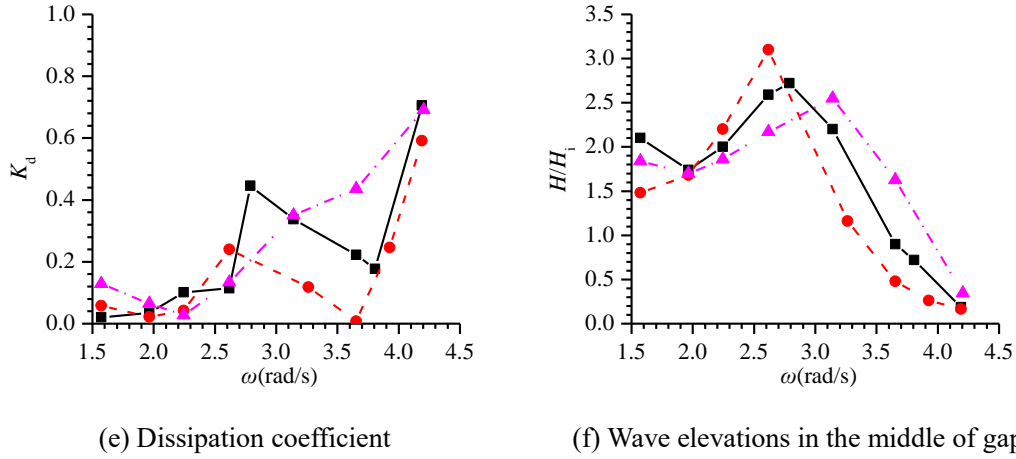 1.0
0.8
0.6
0.4
0.2
0.0
K_d
1.5 2.0 2.5 3.0 3.5 4.0 4.5
ω(rad/s)
(e) Dissipation coefficient
3.5
3.0
2.5
2.0
1.5
1.0
0.5
0.0
H/H_i
1.5 2.0 2.5 3.0 3.5 4.0 4.5
ω(rad/s)
(f) Wave elevations in the middle of gap